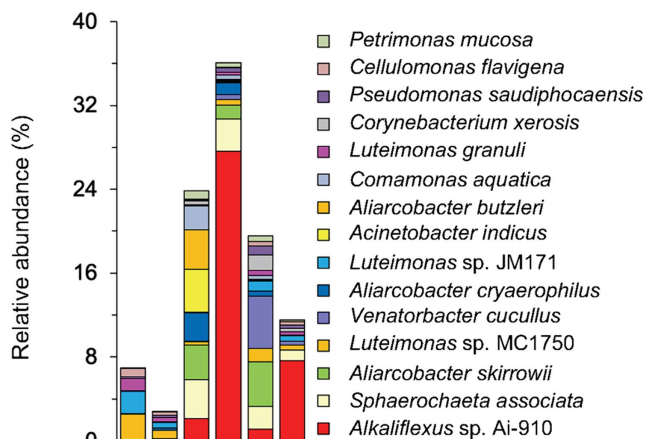 40
32
24
16
8
0
Relative abundance (%)
Petrimonas mucosa
Cellulomonas flavigena
Pseudomonas saudiphocaensis
Corynebacterium xerosis
Luteimonas granuli
Comamonas aquatica
Aliarcobacter butzleri
Acinetobacter indicus
Luteimonas sp. JM171
Aliarcobacter cryaerophilus
Venatorbacter cucullus
Luteimonas sp. MC1750
Aliarcobacter skirrowii
Sphaerochaeta associata
Alkaliflexus sp. Ai-910